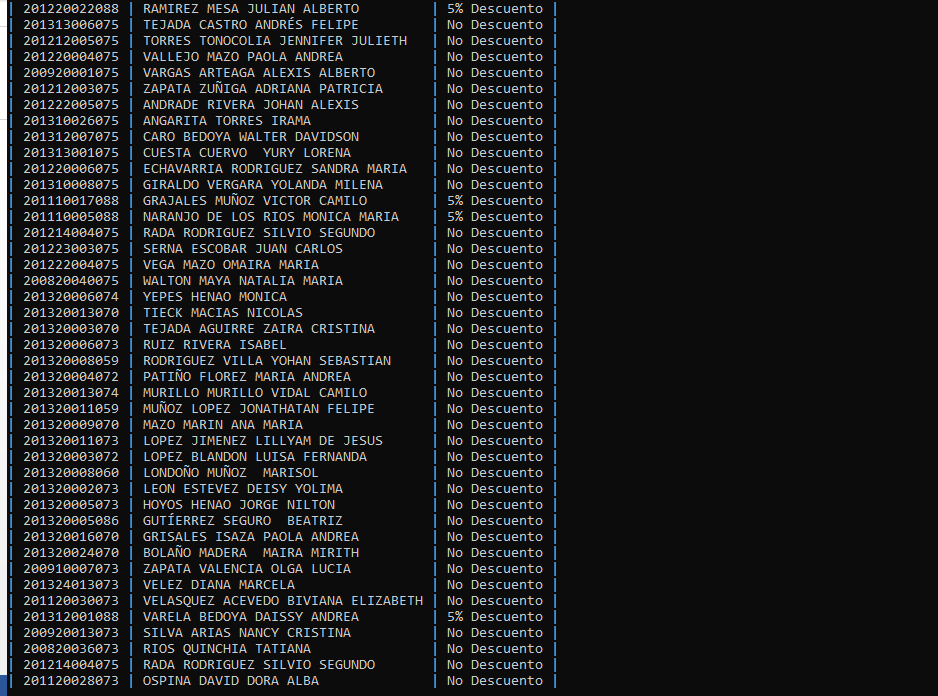 | 201220022088 | RAMIREZ MESA JULIAN ALBERTO | 5% Descuento |
| 201313006075 | TEJADA CASTRO ANDRÉS FELIPE | No Descuento |
| 201212005075 | TORRES TONOCOLIA JENNIFER JULIETH | No Descuento |
| 201220004075 | VALLEJO MAZO PAOLA ANDREA | No Descuento |
| 200920001075 | VARGAS ARTEAGA ALEXIS ALBERTO | No Descuento |
| 201212003075 | ZAPATA ZUÑIGA ADRIANA PATRICIA | No Descuento |
| 201222005075 | ANDRADE RIVERA JOHAN ALEXIS | No Descuento |
| 201310026075 | ANGARITA TORRES IRAMA | No Descuento |
| 201312007075 | CARO BEDOYA WALTER DAVIDSON | No Descuento |
| 201313001075 | CUESTA CUERVO  YURY LORENA | No Descuento |
| 201220006075 | ECHAVARRIA RODRIGUEZ SANDRA MARIA | No Descuento |
| 201310008075 | GIRALDO VERGARA YOLANDA MILENA | No Descuento |
| 201110017088 | GRAJALES MUÑOZ VICTOR CAMILO | 5% Descuento |
| 201110005088 | NARANJO DE LOS RIOS MONICA MARIA | 5% Descuento |
| 201214004075 | RADA RODRIGUEZ SILVIO SEGUNDO | No Descuento |
| 201223003075 | SERNA ESCOBAR JUAN CARLOS | No Descuento |
| 201222004075 | VEGA MAZO OMAIRA MARIA | No Descuento |
| 200820040075 | WALTON MAYA NATALIA MARIA | No Descuento |
| 201320006074 | YEPES HENAO MONICA | No Descuento |
| 201320013070 | TIECK MACIAS NICOLAS | No Descuento |
| 201320003070 | TEJADA AGUIRRE ZAIRA CRISTINA | No Descuento |
| 201320006073 | RUIZ RIVERA ISABEL | No Descuento |
| 201320008059 | RODRIGUEZ VILLA YOHAN SEBASTIAN | No Descuento |
| 201320004072 | PATIÑO FLOREZ MARIA ANDREA | No Descuento |
| 201320013074 | MURILLO MURILLO VIDAL CAMILO | No Descuento |
| 201320011059 | MUÑOZ LOPEZ JONATHATAN FELIPE | No Descuento |
| 201320009070 | MAZO MARIN ANA MARIA | No Descuento |
| 201320011073 | LOPEZ JIMENEZ LILLYAM DE JESUS | No Descuento |
| 201320003072 | LOPEZ BLANDON LUISA FERNANDA | No Descuento |
| 201320008060 | LONDOÑO MUÑOZ  MARISOL | No Descuento |
| 201320002073 | LEON ESTEVEZ DEISY YOLIMA | No Descuento |
| 201320005073 | HOYOS HENAO JORGE NILTON | No Descuento |
| 201320005086 | GUTÍERREZ SEGURO  BEATRIZ | No Descuento |
| 201320016070 | GRISALES ISAZA PAOLA ANDREA | No Descuento |
| 201320024070 | BOLAÑO MADERA  MAIRA MIRITH | No Descuento |
| 200910007073 | ZAPATA VALENCIA OLGA LUCIA | No Descuento |
| 201324013073 | VELEZ DIANA MARCELA | No Descuento |
| 201120030073 | VELASQUEZ ACEVEDO BIVIANA ELIZABETH | No Descuento |
| 201312001088 | VARELA BEDOYA DAISSY ANDREA | 5% Descuento |
| 200920013073 | SILVA ARIAS NANCY CRISTINA | No Descuento |
| 200820036073 | RIOS QUINCHIA TATIANA | No Descuento |
| 201214004075 | RADA RODRIGUEZ SILVIO SEGUNDO | No Descuento |
| 201120028073 | OSPINA DAVID DORA ALBA | No Descuento |